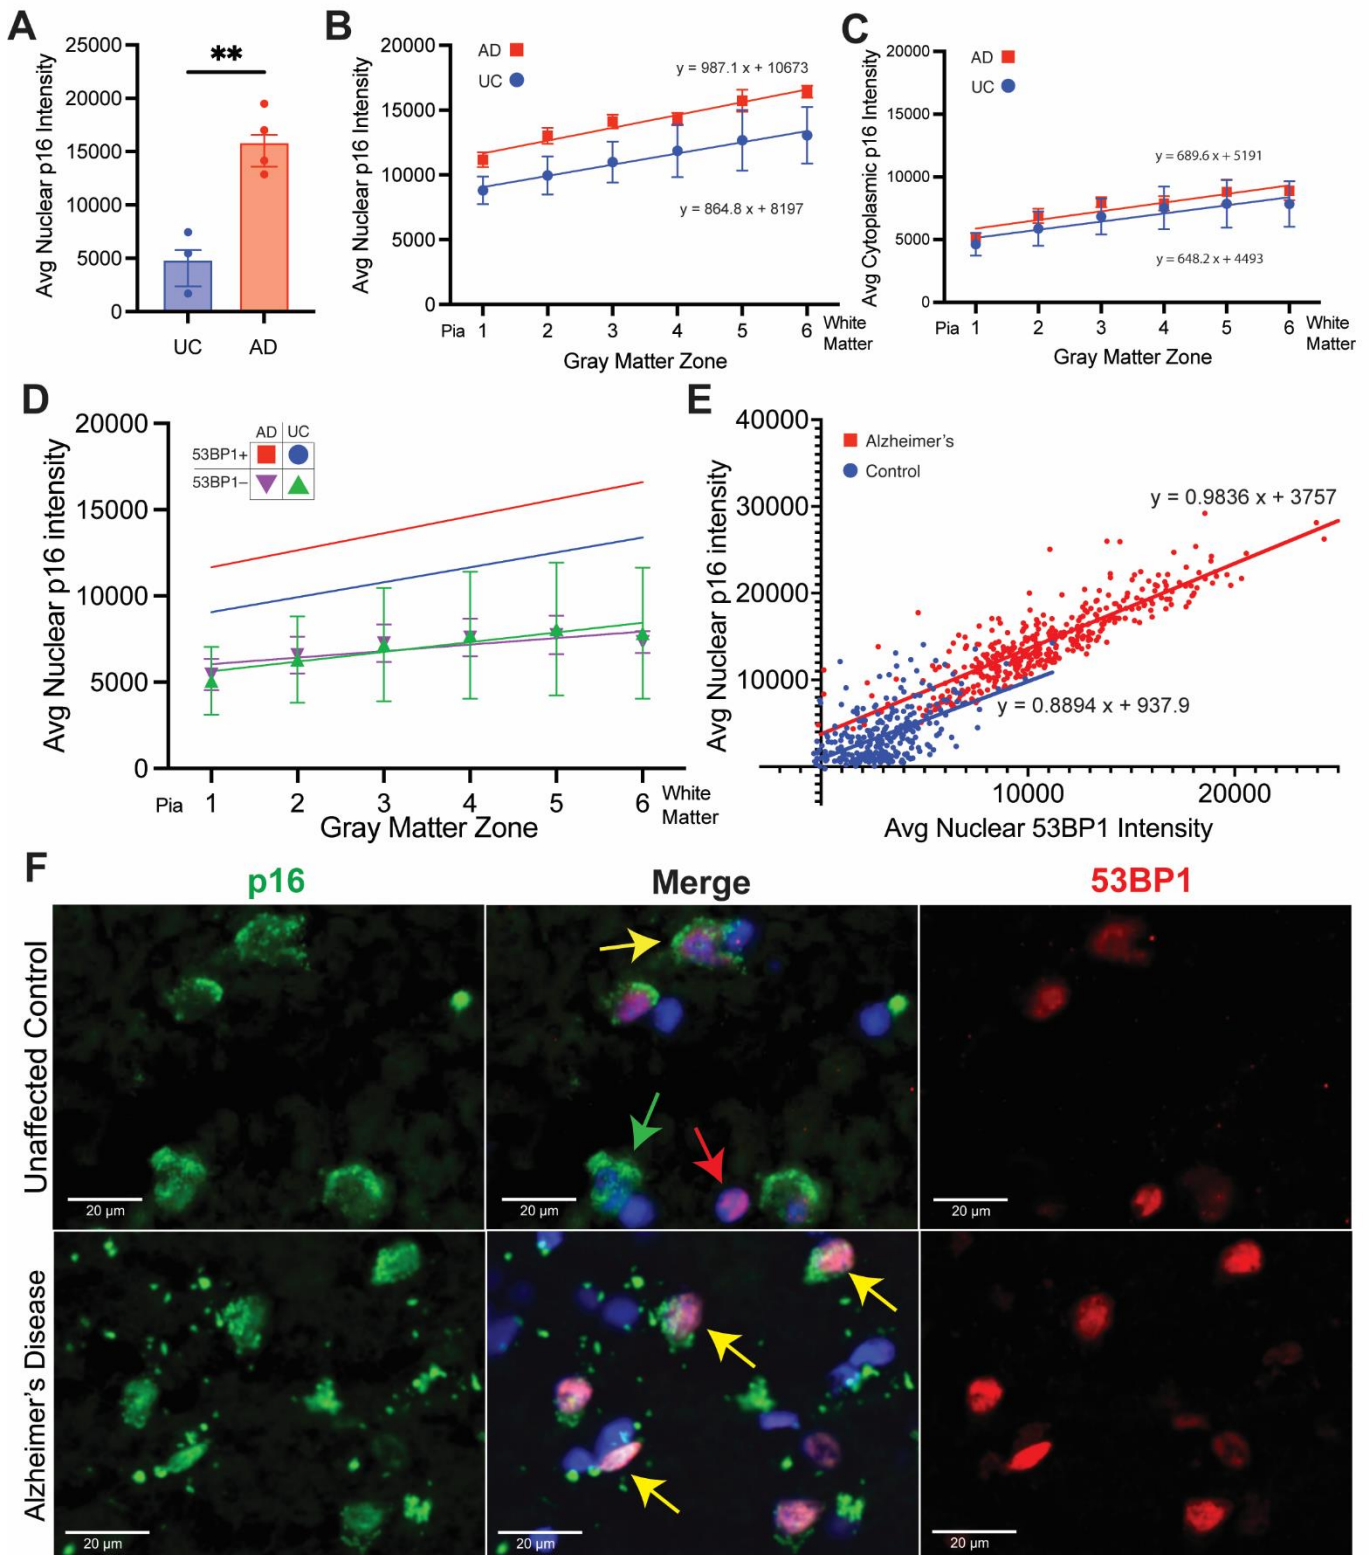 A
Avg Nuclear p16 Intensity
25000
20000
15000
10000
5000
0
**
UC
AD
B
Avg Nuclear p16 Intensity
20000
15000
10000
5000
0
AD
UC
y = 987.1 x + 10673
y = 864.8 x + 8197
Pia
1
2
3
4
5
6
White
Matter
Gray Matter Zone
C
Avg Cytoplasmic p16 Intensity
20000
15000
10000
5000
0
AD
UC
y = 689.6 x + 5191
y = 648.2 x + 4493
Pia
1
2
3
4
5
6
White
Matter
Gray Matter Zone
D
Avg Nuclear p16 intensity
20000
15000
10000
5000
0
AD UC
53BP1+
53BP1–
Pia
1
2
3
4
5
6
White
Matter
Gray Matter Zone
E
Avg Nuclear p16 intensity
40000
30000
20000
10000
Alzheimer's
Control
y = 0.9836 x + 3757
y = 0.8894 x + 937.9
10000
20000
Avg Nuclear 53BP1 Intensity
F
p16
Merge
53BP1
Unaffected Control
20 µm
20 µm
20 µm
Alzheimer's Disease
20 µm
20 µm
20 µm